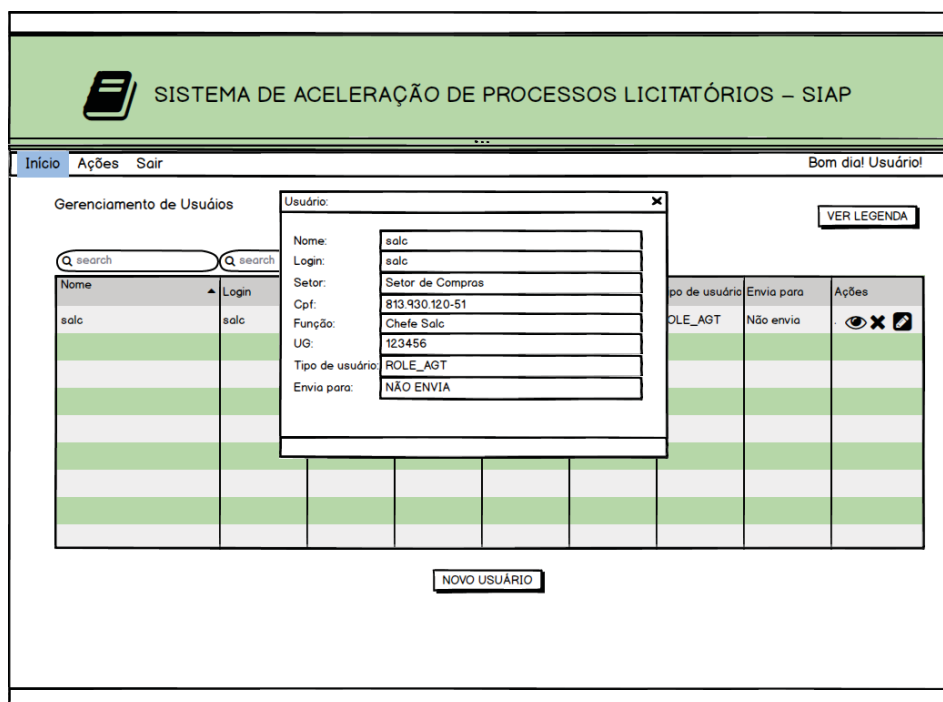 SISTEMA DE ACELERAÇÃO DE PROCESSOS LICITATÓRIOS – SIAP
...
Início Ações Sair Bom dia! Usuário!
Gerenciamento de Usuáios
VER LEGENDA
search search
Nome Login po de usuário Envia para Ações
salc salc OLE_AGT Não envia .
Usuário:
Nome: salc
Login: salc
Setor: Setor de Compras
Cpf: 813.930.120-51
Função: Chefe Salc
UG: 123456
Tipo de usuário: ROLE_AGT
Envia para: NÃO ENVIA
NOVO USUÁRIO